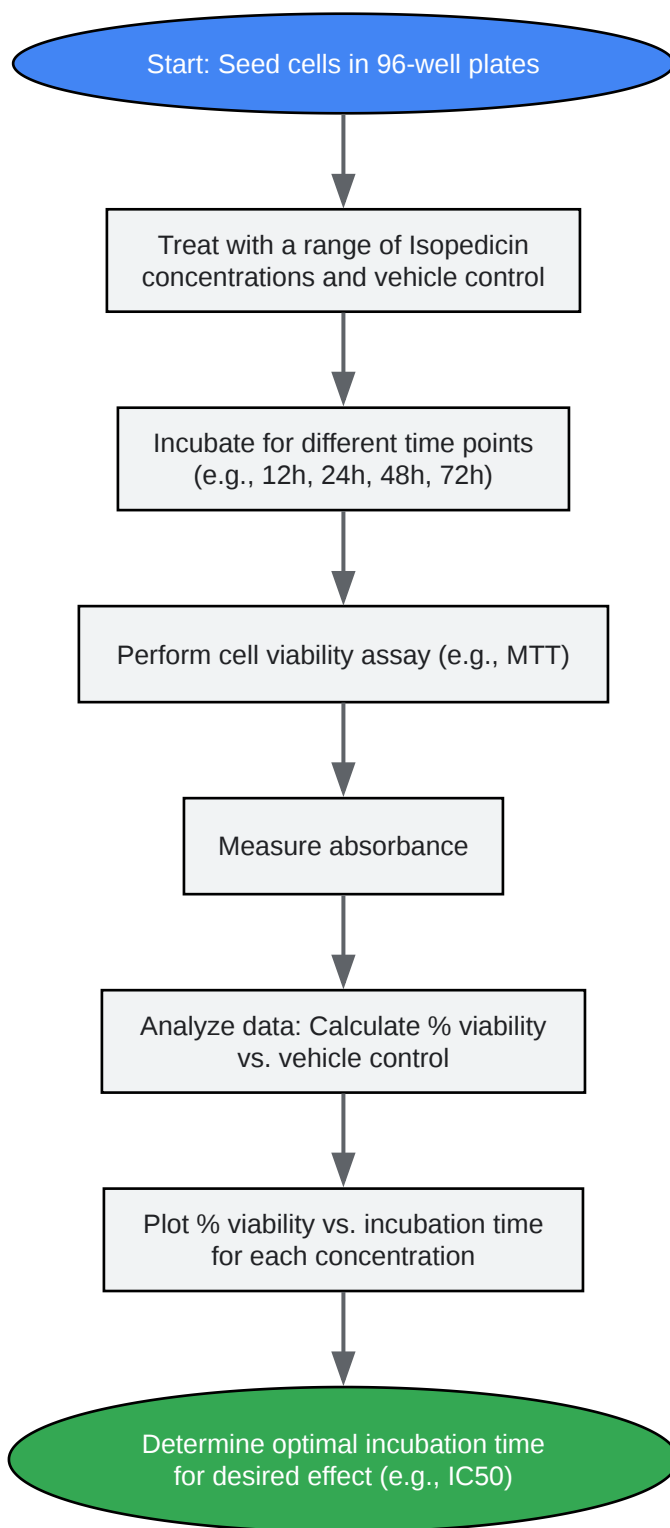 Start: Seed cells in 96-well plates
Treat with a range of Isopedicin
concentrations and vehicle control
Incubate for different time points
(e.g., 12h, 24h, 48h, 72h)
Perform cell viability assay (e.g., MTT)
Measure absorbance
Analyze data: Calculate % viability
vs. vehicle control
Plot % viability vs. incubation time
for each concentration
Determine optimal incubation time
for desired effect (e.g., IC50)